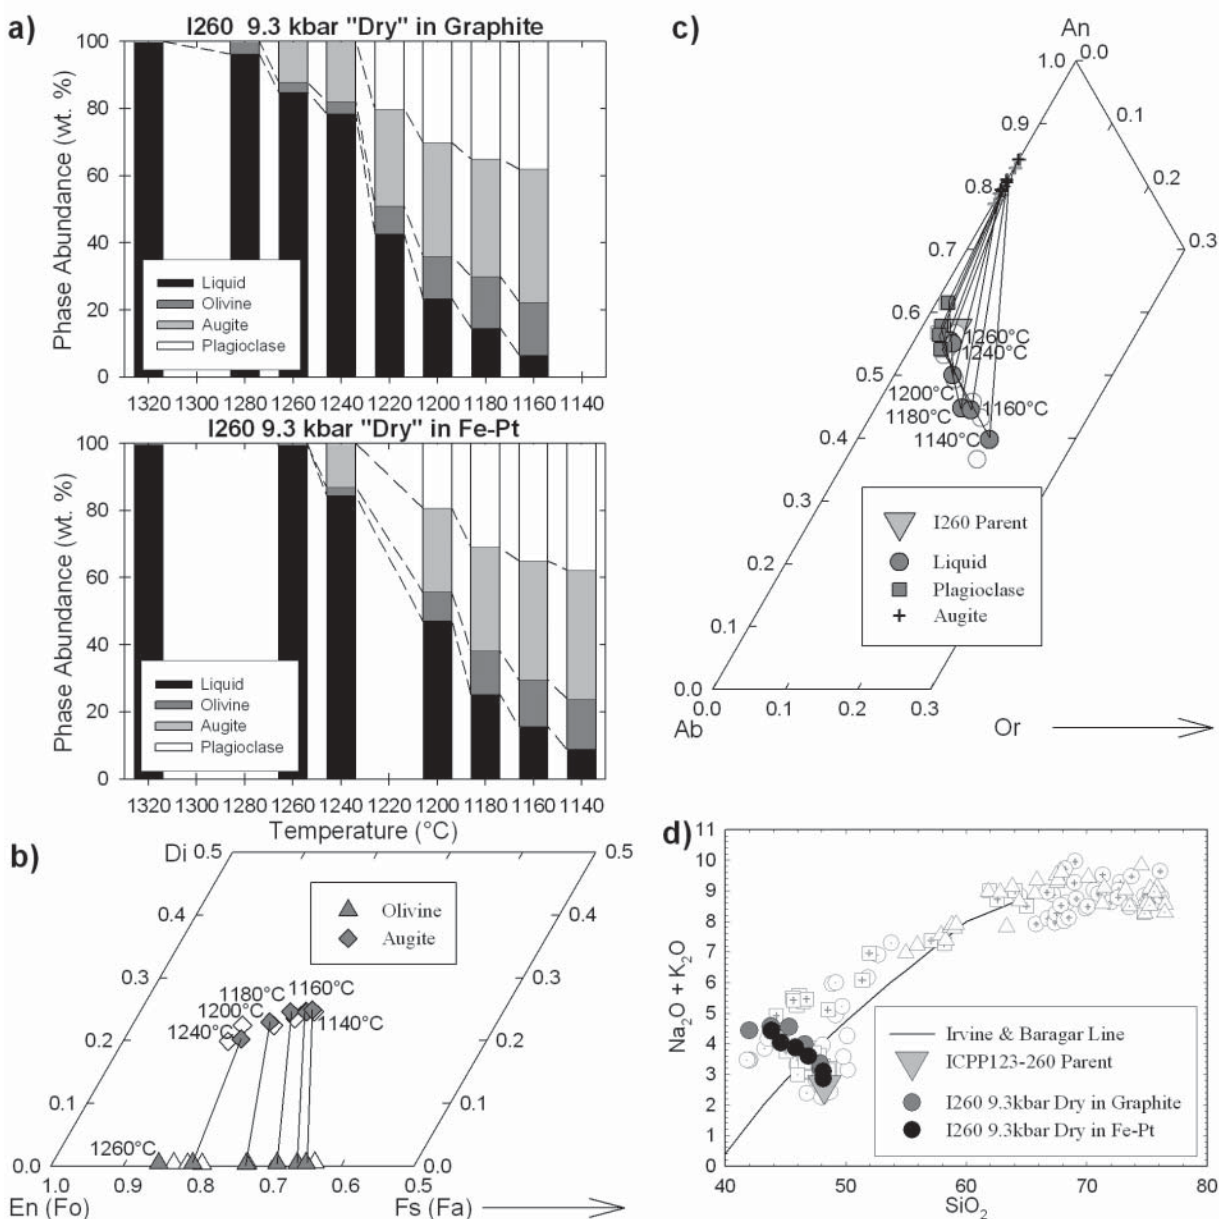 a)
I260 9.3 kbar "Dry" in Graphite
Phase Abundance (wt. %)
100
80
60
40
20
0
Liquid
Olivine
Augite
Plagioclase
1320 1300 1280 1260 1240 1220 1200 1180 1160 1140
I260 9.3 kbar "Dry" in Fe-Pt
Phase Abundance (wt. %)
100
80
60
40
20
0
Liquid
Olivine
Augite
Plagioclase
1320 1300 1280 1260 1240 1220 1200 1180 1160 1140
Temperature (°C)
b)
Di 0.5
0.5
0.4
0.4
0.3
0.3
0.2
0.2
0.1
0.1
0.0
0.0
Olivine
Augite
1160°C
1180°C
1200°C
1240°C
1140°C
1260°C
1.0 0.9 0.8 0.7 0.6 0.5
En (Fo)
Fs (Fa)
c)
An
1.0
0.0
0.9
0.1
0.8
0.2
0.7
0.3
0.6
0.5
0.4
0.3
0.2
0.1
0.0
1260°C
1240°C
1200°C
1180°C
1160°C
1140°C
I260 Parent
Liquid
Plagioclase
Augite
0.0 0.1 0.2 0.3
Ab
Or
d)
Na2O + K2O
11
10
9
8
7
6
5
4
3
2
1
0
Irvine & Baragar Line
ICPP123-260 Parent
I260 9.3kbar Dry in Graphite
I260 9.3kbar Dry in Fe-Pt
40 50 60 70 80
SiO2